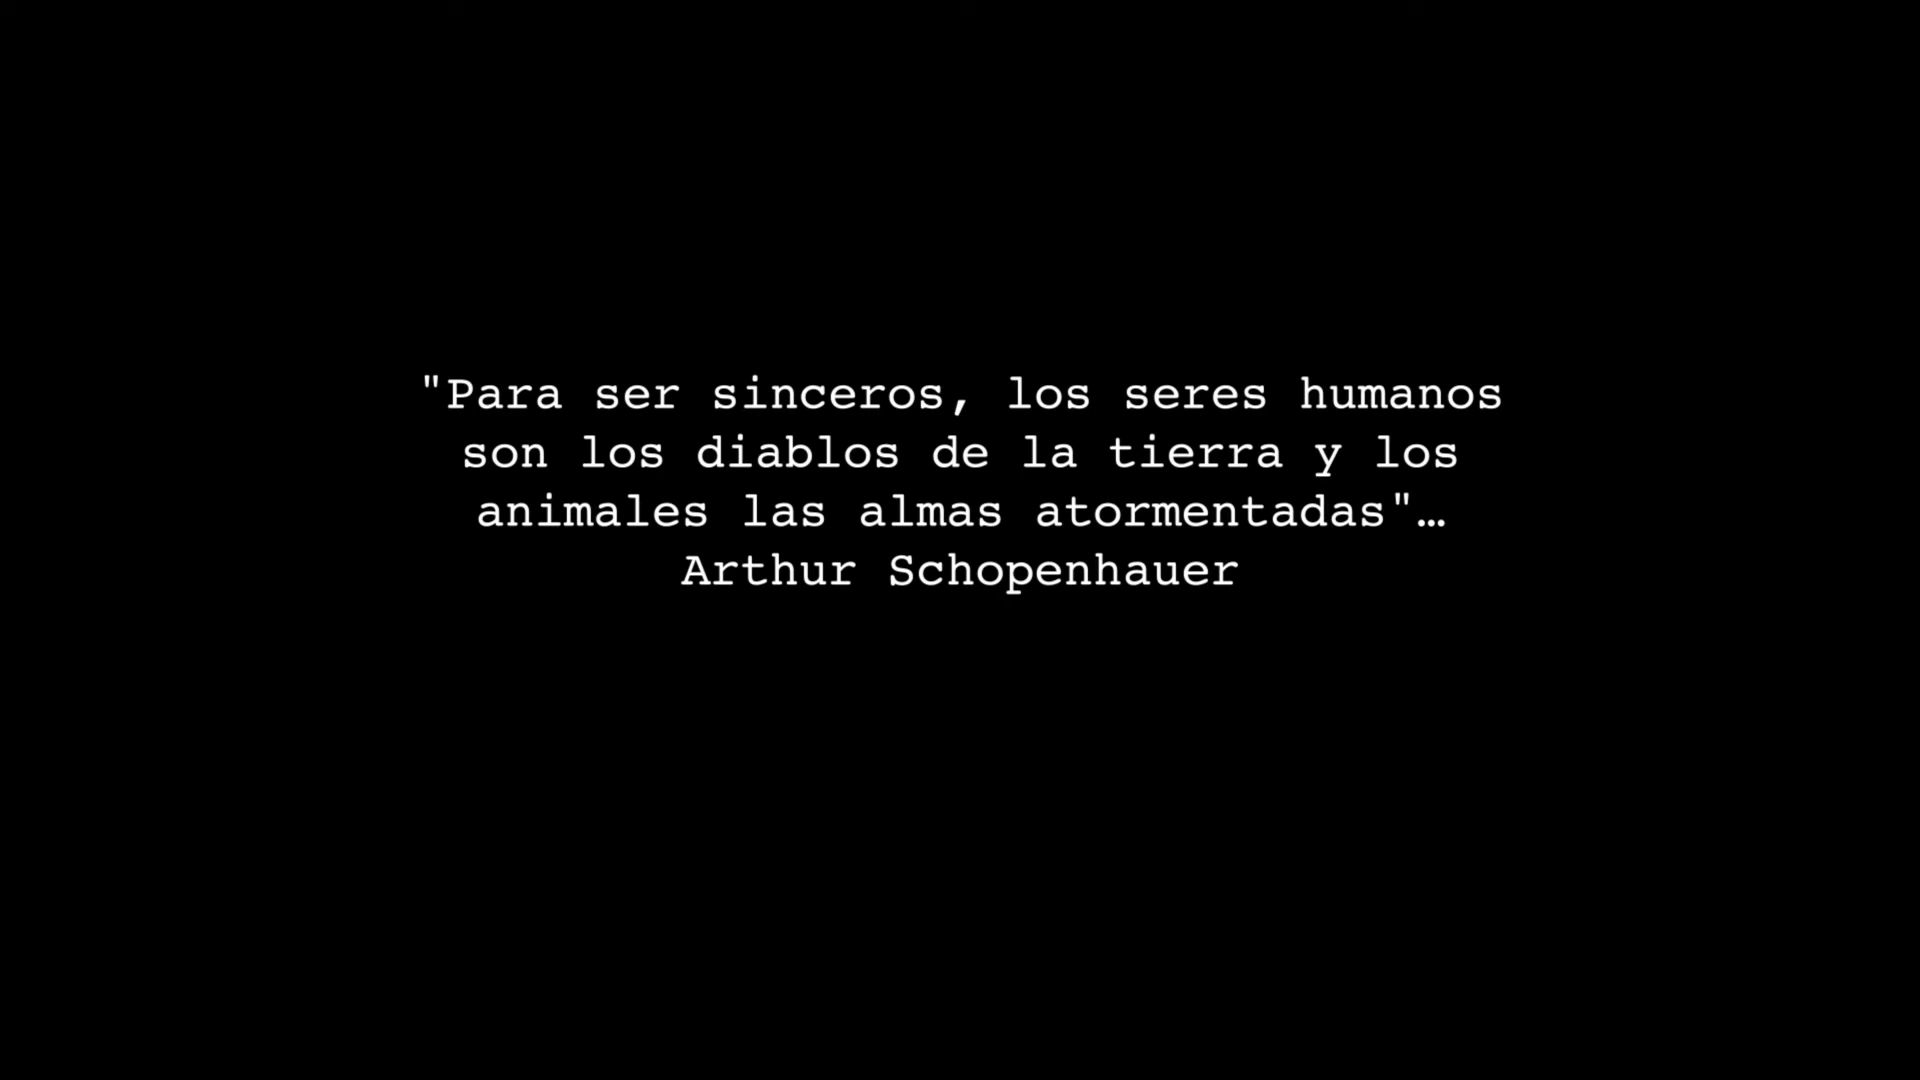 "Para ser sinceros, los seres humanos
son los diablos de la tierra y los
animales las almas atormentadas"…
Arthur Schopenhauer